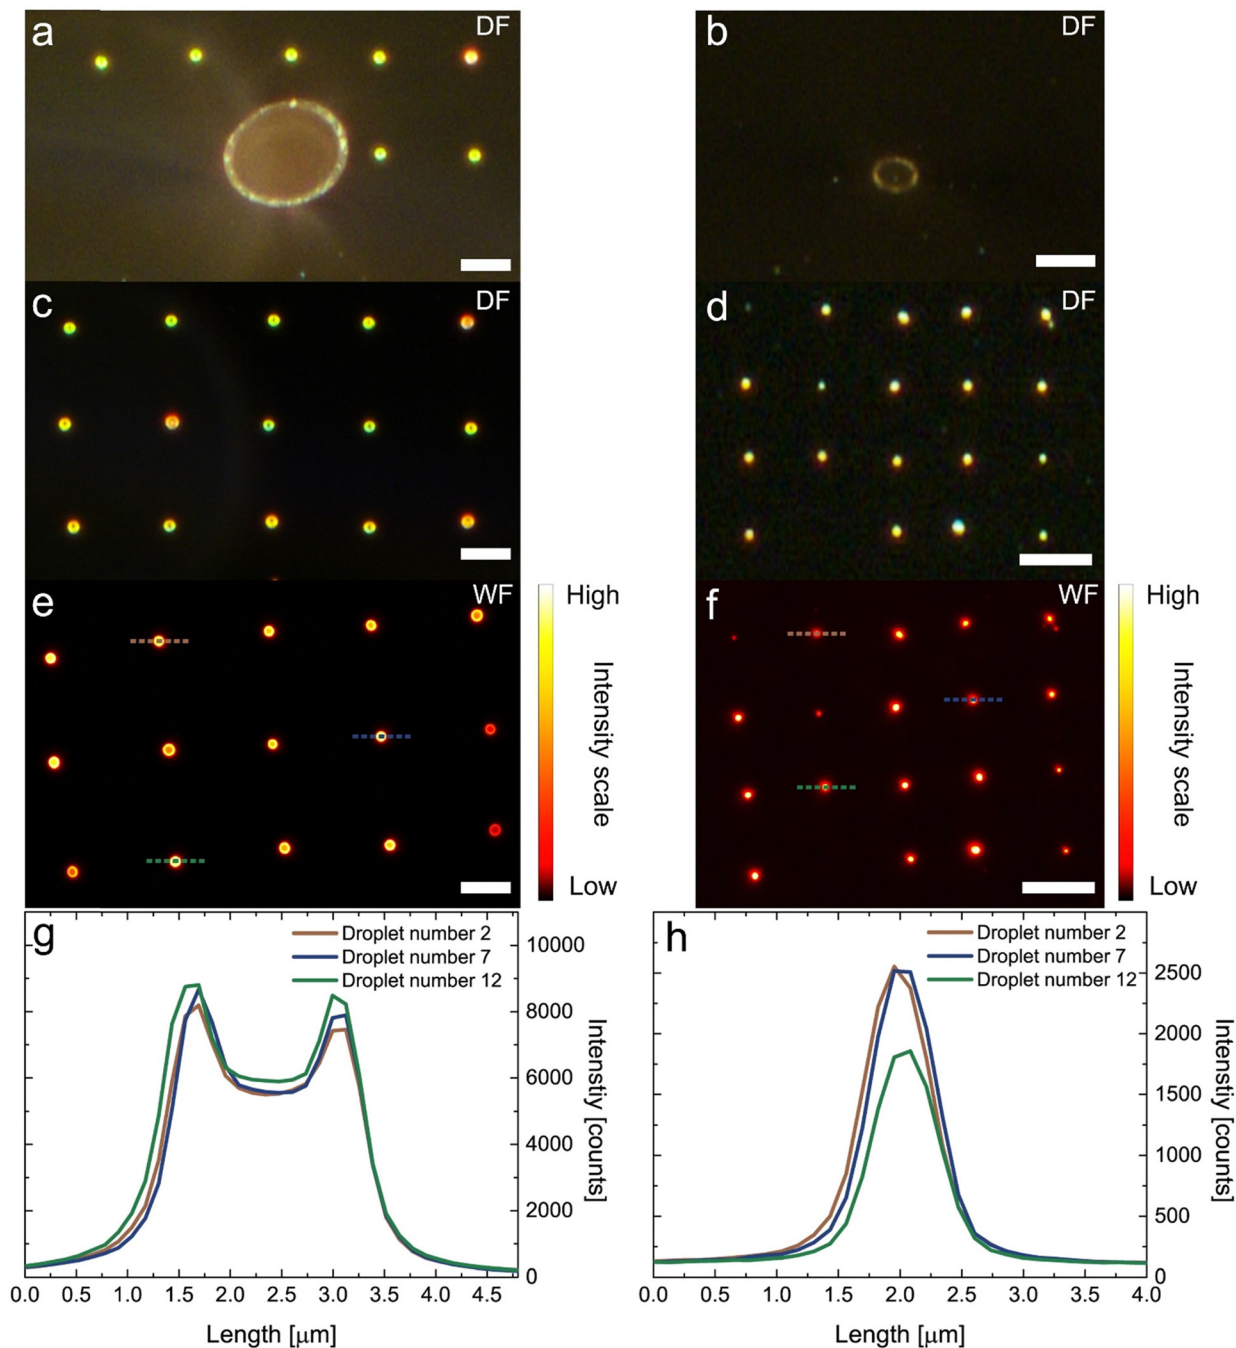 a DF
b DF
c DF
d DF
e WF
High
Intensity scale
Low
f WF
High
Intensity scale
Low
g
Droplet number 2
Droplet number 7
Droplet number 12
10000
8000
6000
4000
2000
0
Intenstiy [counts]
0.0 0.5 1.0 1.5 2.0 2.5 3.0 3.5 4.0 4.5
Length [μm]
h
Droplet number 2
Droplet number 7
Droplet number 12
2500
2000
1500
1000
500
0
Intenstiy [counts]
0.0 0.5 1.0 1.5 2.0 2.5 3.0 3.5 4.0
Length [μm]